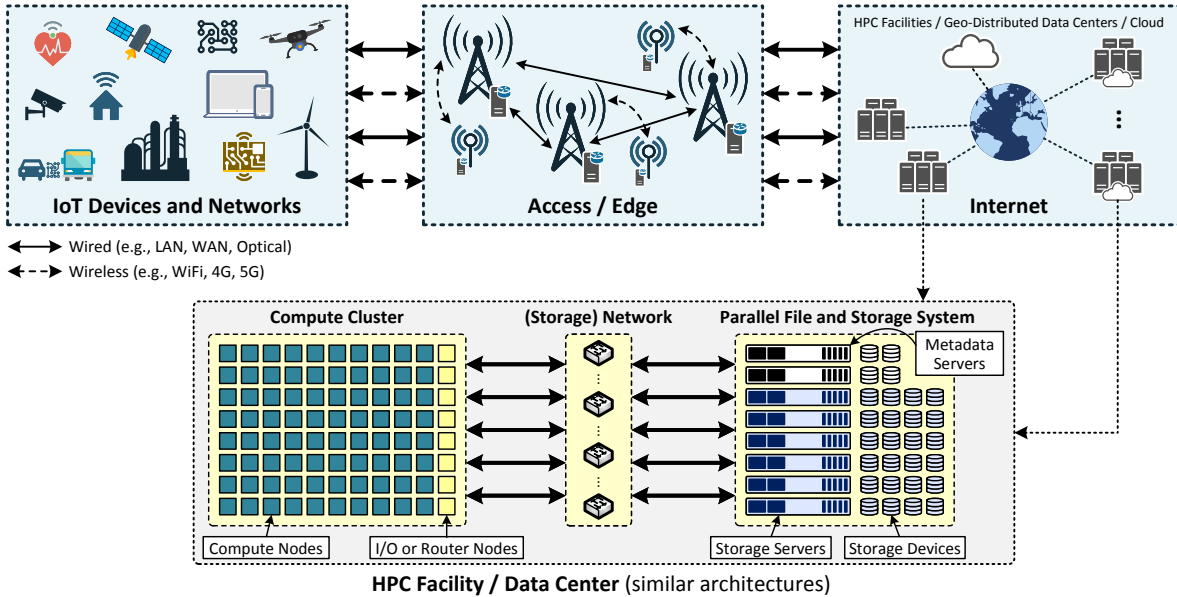 HPC Facilities / Geo-Distributed Data Centers / Cloud
IoT Devices and Networks
Access / Edge
Internet
Wired (e.g., LAN, WAN, Optical)
Wireless (e.g., WiFi, 4G, 5G)
Compute Cluster
(Storage) Network
Parallel File and Storage System
Metadata
Servers
Compute Nodes
I/O or Router Nodes
Storage Servers
Storage Devices
HPC Facility / Data Center (similar architectures)